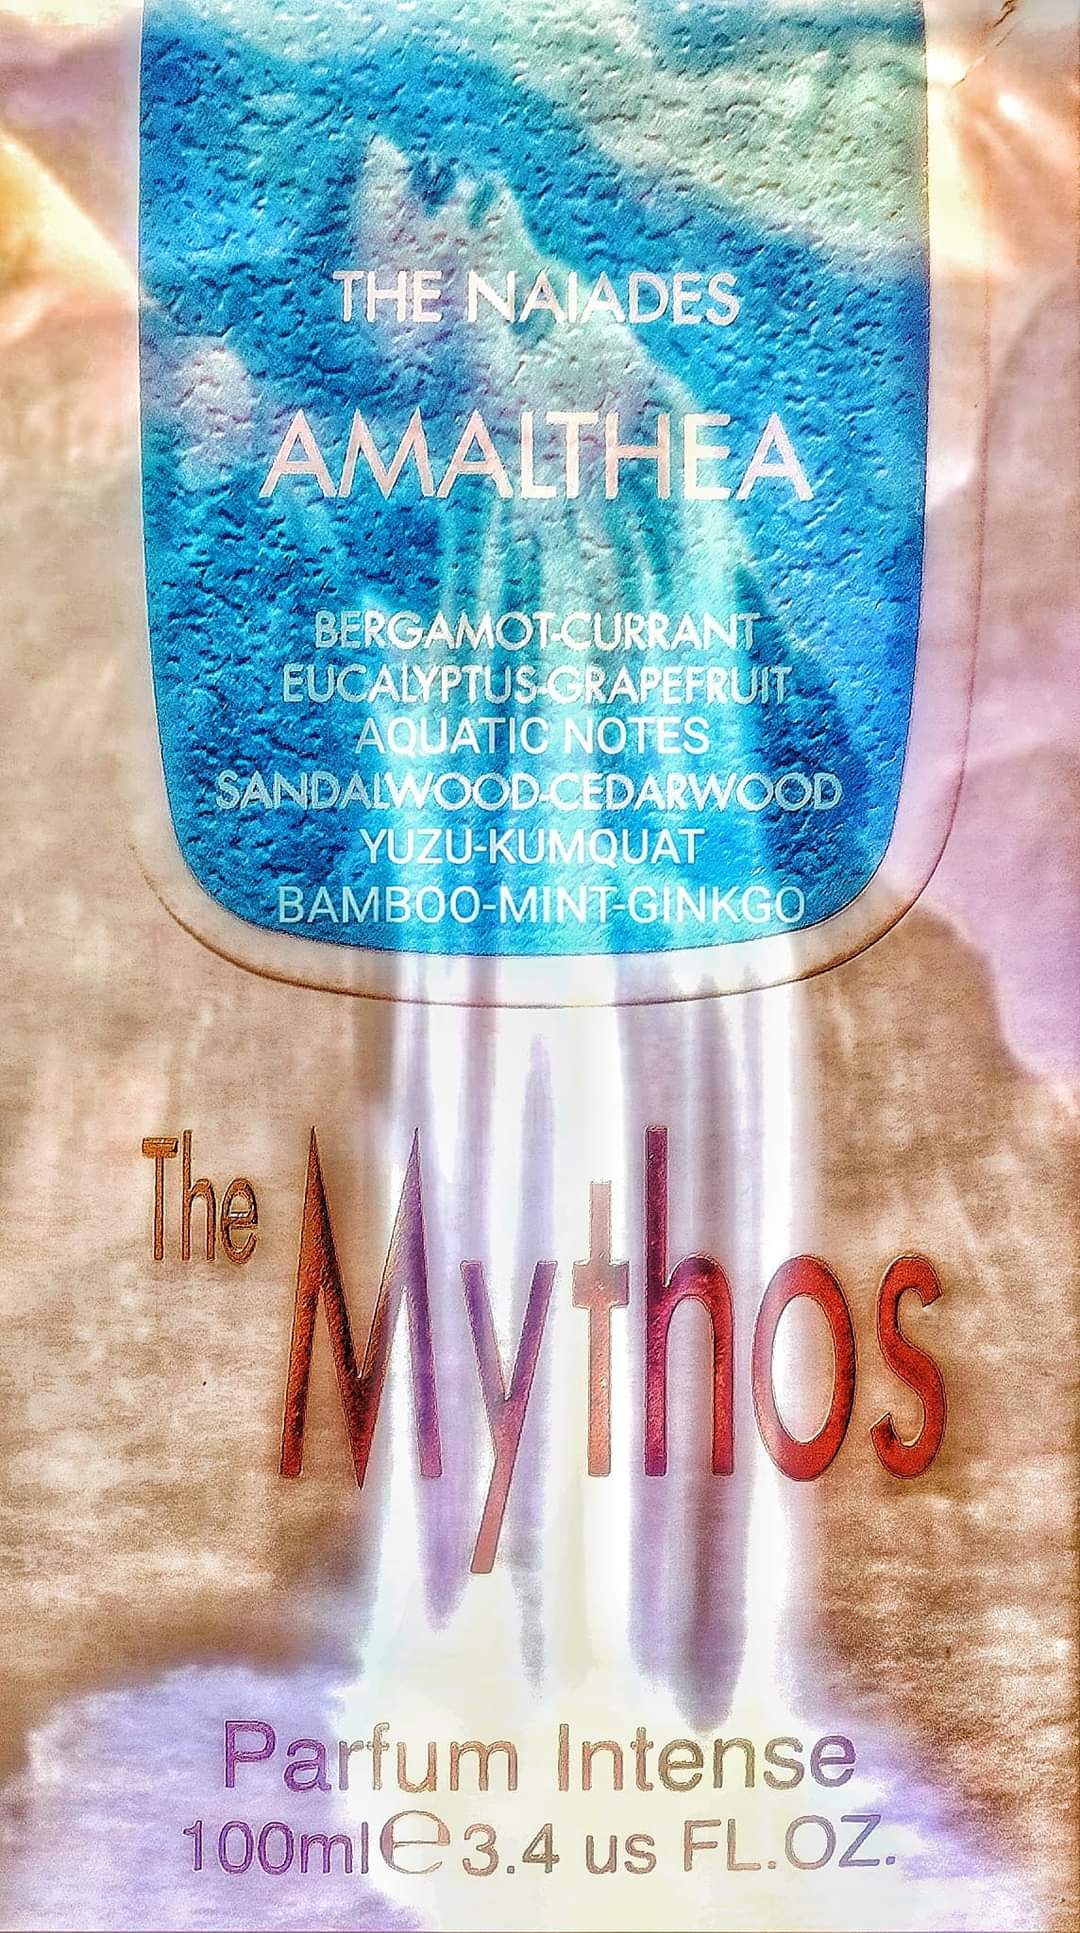 THE NAIADES
AMALTHEA
BERGAMOT-CURRANT
EUCALYPTUS-GRAPEFRUIT
AQUATIC NOTES
SANDALWOOD-CEDARWOOD
YUZU-KUMQUAT
BAMBOO-MINT-GINKGO
The Mythos
Parfum Intense
100ml℮3.4 us FL.OZ.